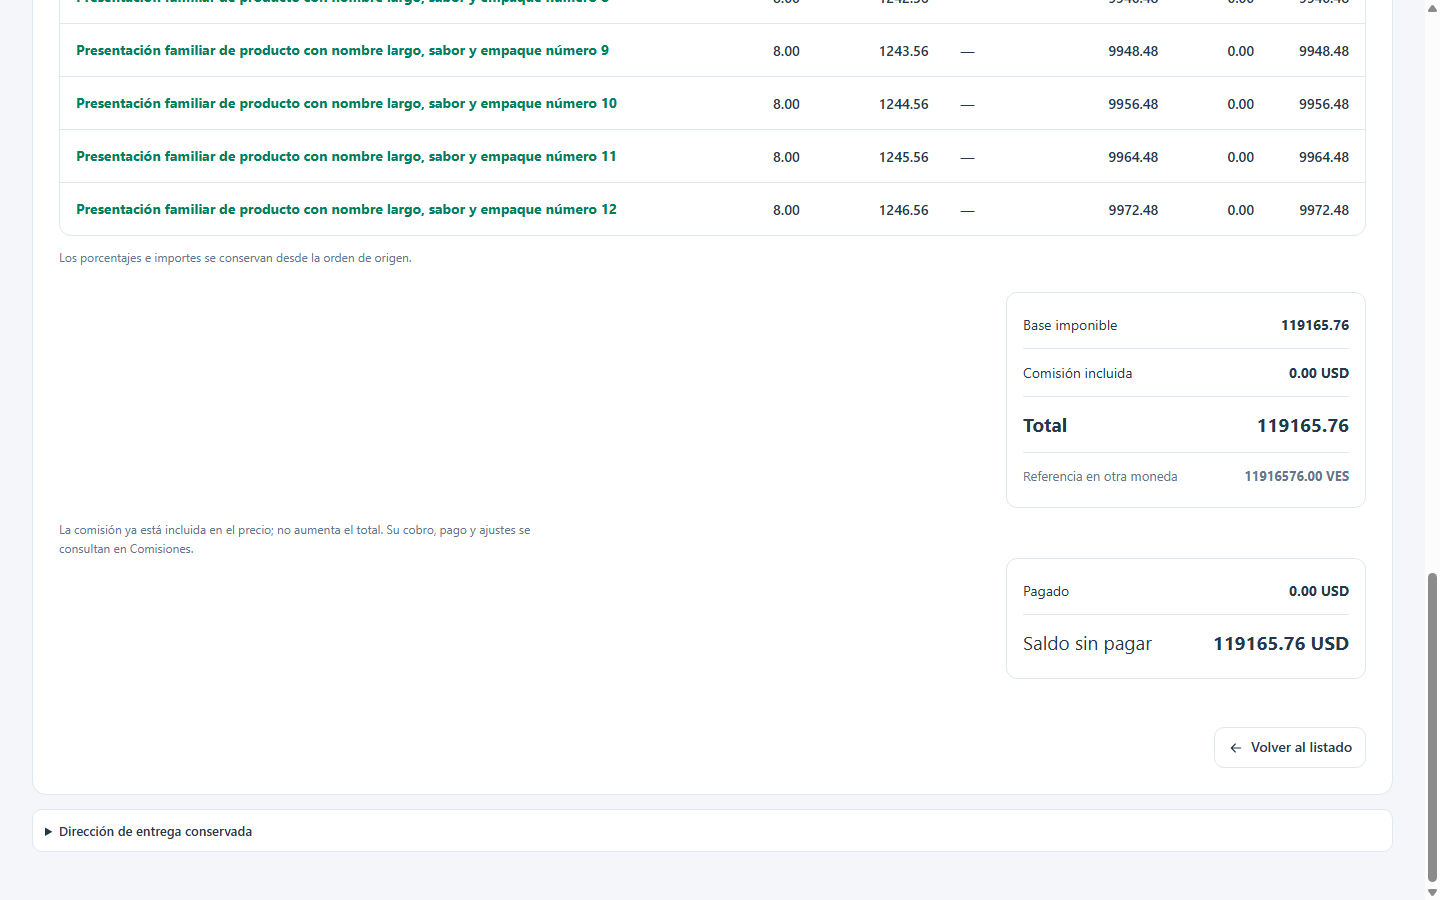 Presentación familiar de producto con nombre largo, sabor y empaque número 9 8.00 1243.56 — 9948.48 0.00 9948.48
Presentación familiar de producto con nombre largo, sabor y empaque número 10 8.00 1244.56 — 9956.48 0.00 9956.48
Presentación familiar de producto con nombre largo, sabor y empaque número 11 8.00 1245.56 — 9964.48 0.00 9964.48
Presentación familiar de producto con nombre largo, sabor y empaque número 12 8.00 1246.56 — 9972.48 0.00 9972.48
Los porcentajes e importes se conservan desde la orden de origen.
Base imponible 119165.76
Comisión incluida 0.00 USD
Total 119165.76
Referencia en otra moneda 11916576.00 VES
La comisión ya está incluida en el precio; no aumenta el total. Su cobro, pago y ajustes se
consultan en Comisiones.
Pagado 0.00 USD
Saldo sin pagar 119165.76 USD
← Volver al listado
Dirección de entrega conservada